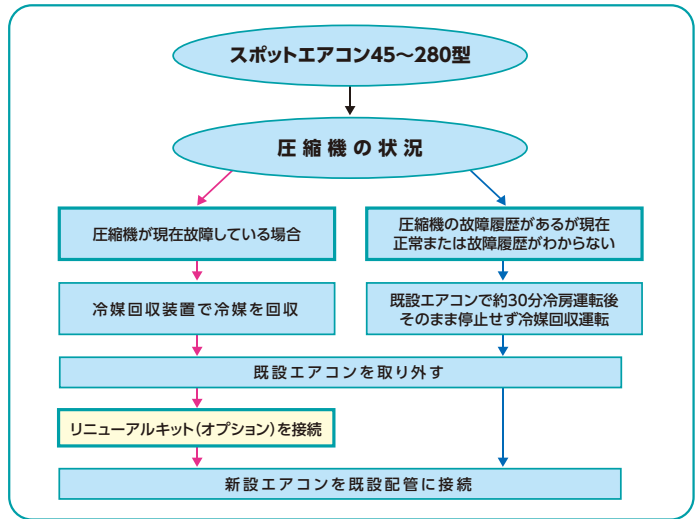 スポットエアコン45～280型
圧縮機の状況
圧縮機が現在故障している場合
圧縮機の故障履歴があるが現在
正常または故障履歴がわからない
冷媒回収装置で冷媒を回収
既設エアコンで約30分冷房運転後
そのまま停止せず冷媒回収運転
既設エアコンを取り外す
リニューアルキット(オプション)を接続
新設エアコンを既設配管に接続